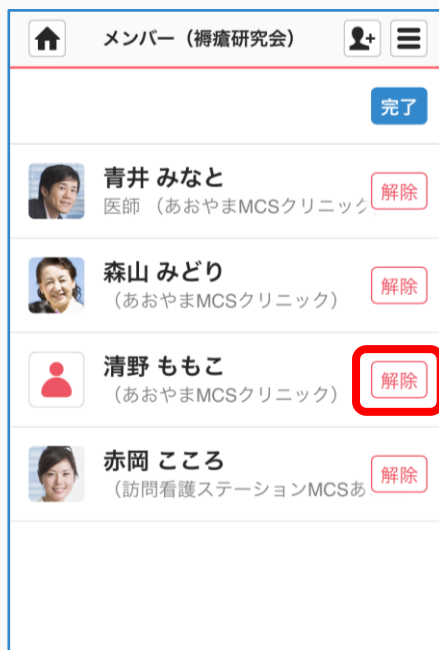 メンバー（褥瘡研究会）
完了
青井 みなと
医師 （あおやまMCSクリニック
解除
森山 みどり
（あおやまMCSクリニック）
解除
清野 ももこ
（あおやまMCSクリニック）
解除
赤岡 こころ
（訪問看護ステーションMCSあ
解除